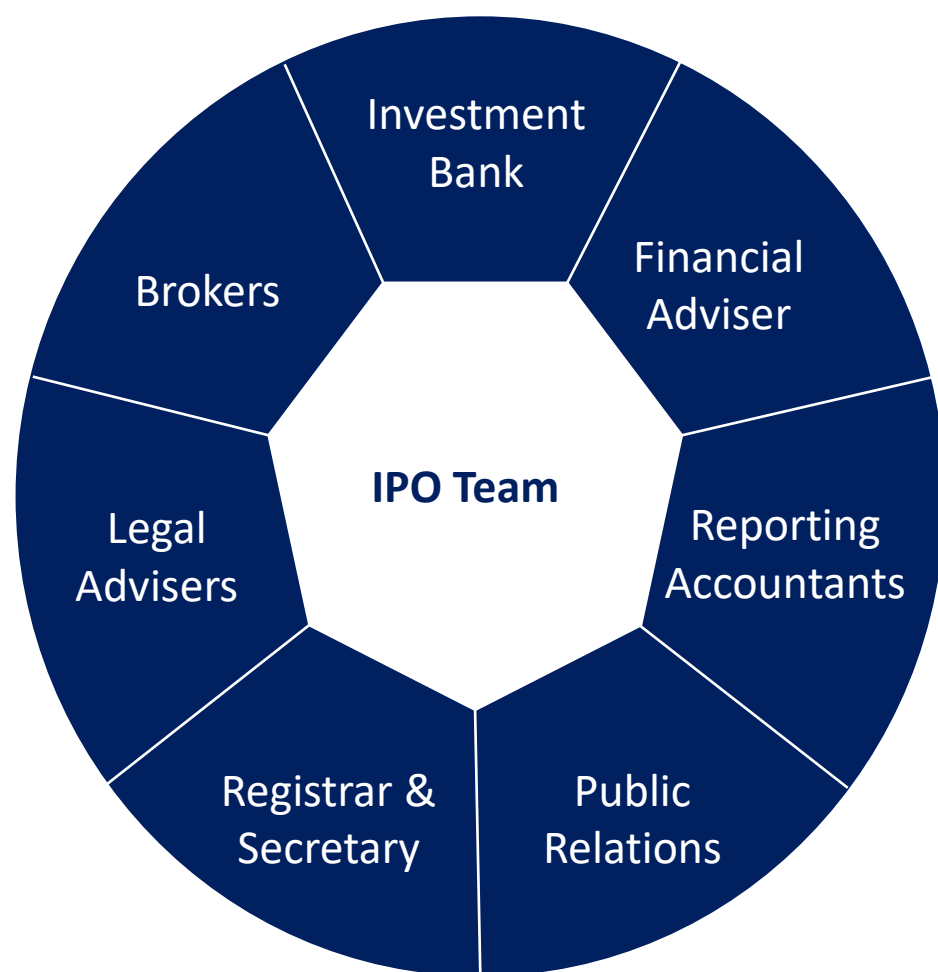 Investment
Bank
Financial
Adviser
Brokers
IPO Team
Reporting
Accountants
Legal
Advisers
Registrar &
Secretary
Public
Relations